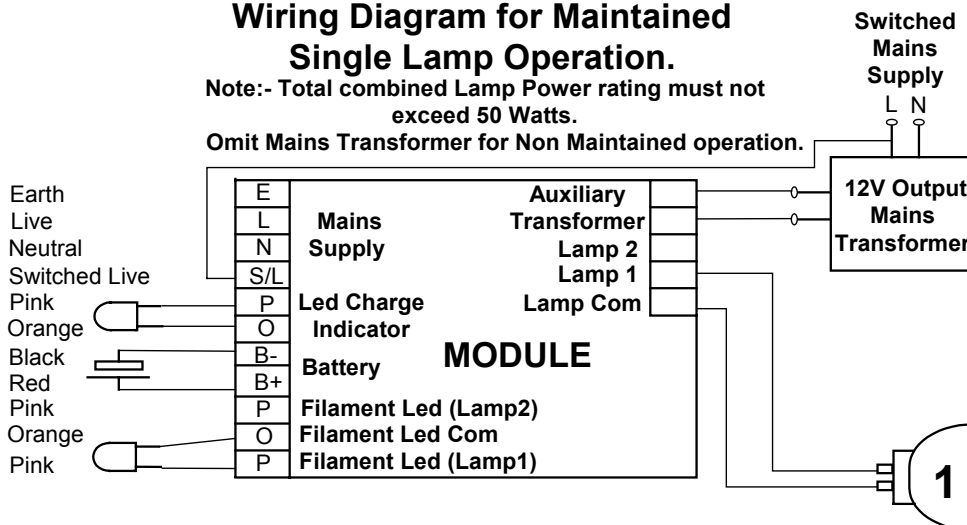 Wiring Diagram for Maintained
Single Lamp Operation.
Note:- Total combined Lamp Power rating must not
exceed 50 Watts.
Omit Mains Transformer for Non Maintained operation.
Switched
Mains
Supply
L N
12V Output
Mains
Transformer
Earth
Live
Neutral
Switched Live
Pink
Orange
Black
Red
Pink
Orange
Pink
E
L
N
S/L
P
O
B-
B+
P
O
P
Mains
Supply
Led Charge
Indicator
Battery
Filament Led (Lamp2)
Filament Led Com
Filament Led (Lamp1)
MODULE
Auxiliary
Transformer
Lamp 2
Lamp 1
Lamp Com
1